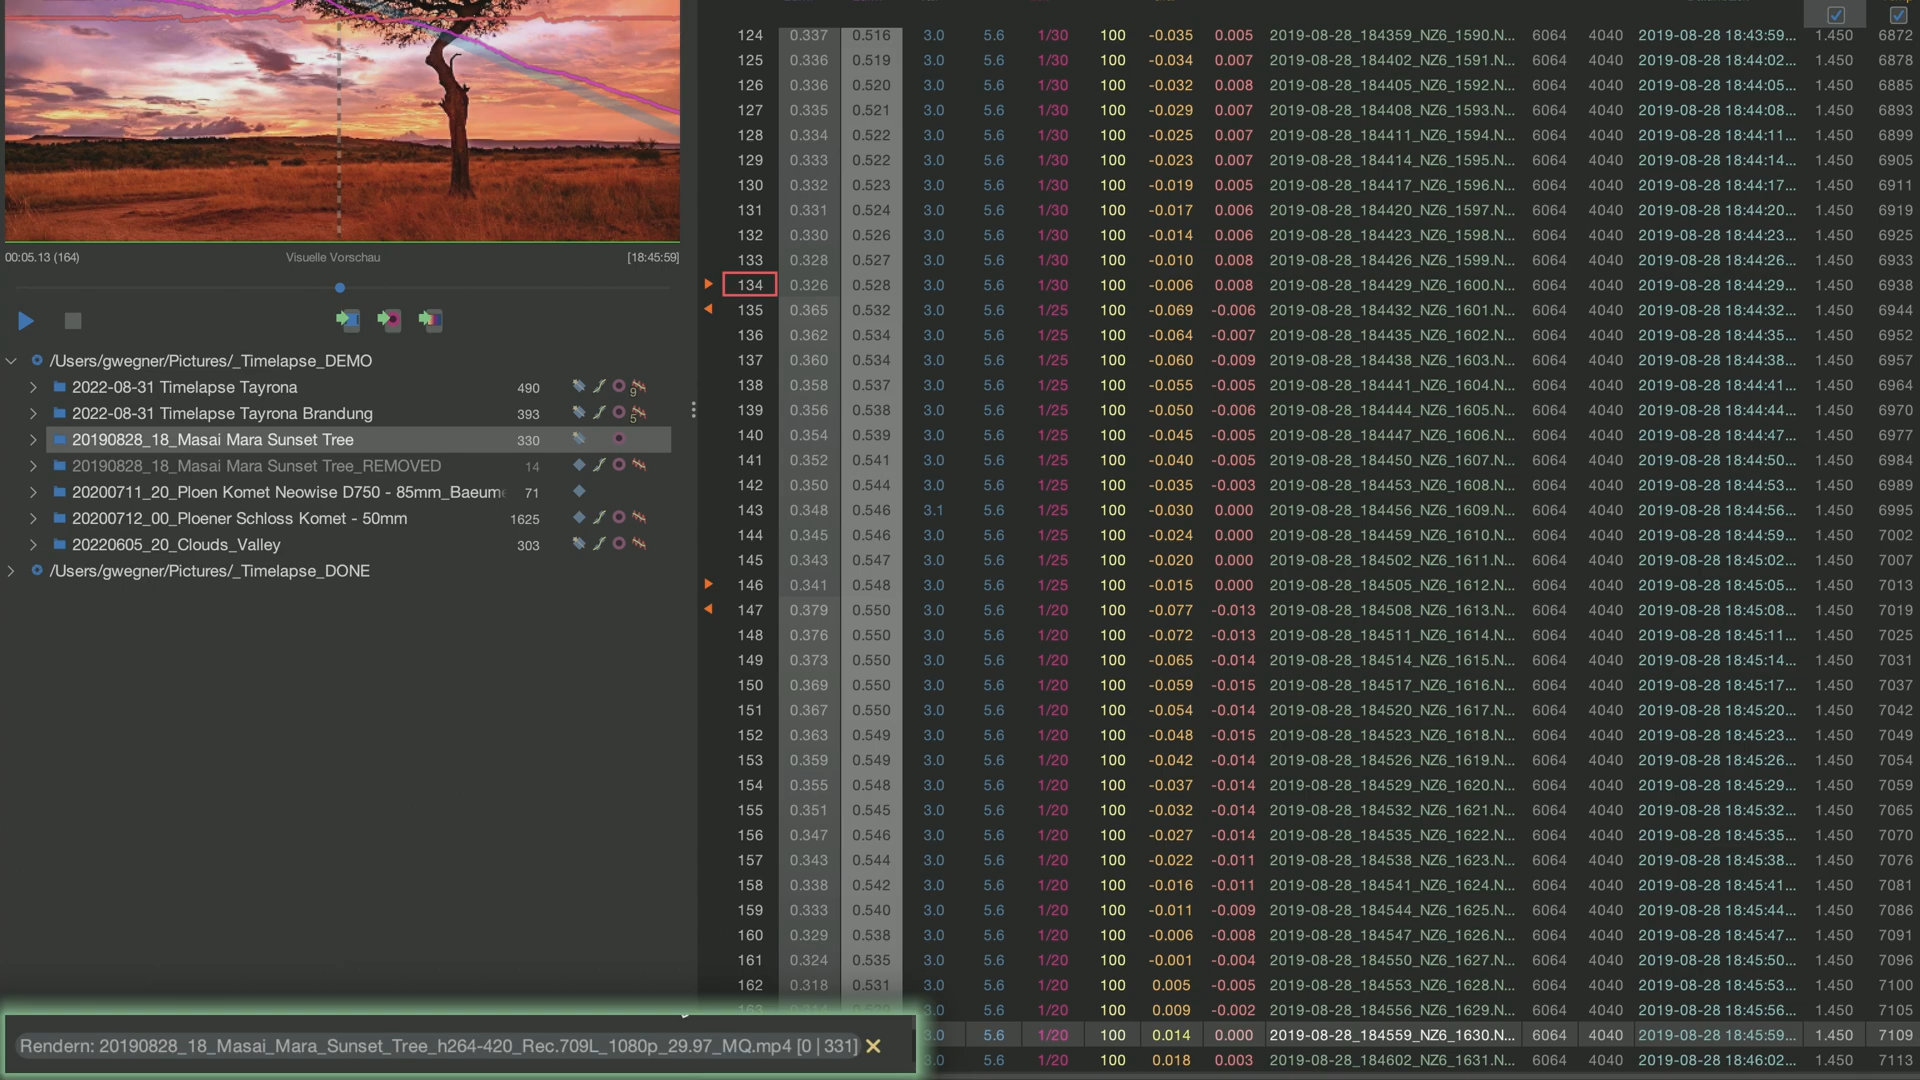 00:05.13 (164)
Visuelle Vorschau
[18:45:59]
/Users/gwegner/Pictures/_Timelapse_DEMO
2022-08-31 Timelapse Tayrona 490 9
2022-08-31 Timelapse Tayrona Brandung 393 5
20190828_18_Masai Mara Sunset Tree 330
20190828_18_Masai Mara Sunset Tree_REMOVED 14
20200711_20_Ploen Komet Neowise D750 - 85mm_Baeum 71
20200712_00_Ploener Schloss Komet - 50mm 1625
20220605_20_Clouds_Valley 303
/Users/gwegner/Pictures/_Timelapse_DONE
Rendern: 20190828_18_Masai_Mara_Sunset_Tree_h264-420_Rec.709L_1080p_29.97_MQ.mp4 [0 | 331]
124 0.337 0.516 3.0 5.6 1/30 100 -0.035 0.005 2019-08-28_184359_NZ6_1590.N... 6064 4040 2019-08-28 18:43:59... 1.450 6872
125 0.336 0.519 3.0 5.6 1/30 100 -0.034 0.007 2019-08-28_184402_NZ6_1591.N... 6064 4040 2019-08-28 18:44:02... 1.450 6878
126 0.336 0.520 3.0 5.6 1/30 100 -0.032 0.008 2019-08-28_184405_NZ6_1592.N... 6064 4040 2019-08-28 18:44:05... 1.450 6885
127 0.335 0.521 3.0 5.6 1/30 100 -0.029 0.007 2019-08-28_184408_NZ6_1593.N... 6064 4040 2019-08-28 18:44:08... 1.450 6893
128 0.334 0.522 3.0 5.6 1/30 100 -0.025 0.007 2019-08-28_184411_NZ6_1594.N... 6064 4040 2019-08-28 18:44:11... 1.450 6899
129 0.333 0.522 3.0 5.6 1/30 100 -0.023 0.007 2019-08-28_184414_NZ6_1595.N... 6064 4040 2019-08-28 18:44:14... 1.450 6905
130 0.332 0.523 3.0 5.6 1/30 100 -0.019 0.005 2019-08-28_184417_NZ6_1596.N... 6064 4040 2019-08-28 18:44:17... 1.450 6911
131 0.331 0.524 3.0 5.6 1/30 100 -0.017 0.006 2019-08-28_184420_NZ6_1597.N... 6064 4040 2019-08-28 18:44:20... 1.450 6919
132 0.330 0.526 3.0 5.6 1/30 100 -0.014 0.006 2019-08-28_184423_NZ6_1598.N... 6064 4040 2019-08-28 18:44:23... 1.450 6925
133 0.328 0.527 3.0 5.6 1/30 100 -0.010 0.008 2019-08-28_184426_NZ6_1599.N... 6064 4040 2019-08-28 18:44:26... 1.450 6933
134 0.326 0.528 3.0 5.6 1/30 100 -0.006 0.008 2019-08-28_184429_NZ6_1600.N... 6064 4040 2019-08-28 18:44:29... 1.450 6938
135 0.365 0.532 3.0 5.6 1/25 100 -0.069 -0.006 2019-08-28_184432_NZ6_1601.N... 6064 4040 2019-08-28 18:44:32... 1.450 6944
136 0.362 0.534 3.0 5.6 1/25 100 -0.064 -0.007 2019-08-28_184435_NZ6_1602.N... 6064 4040 2019-08-28 18:44:35... 1.450 6952
137 0.360 0.534 3.0 5.6 1/25 100 -0.060 -0.009 2019-08-28_184438_NZ6_1603.N... 6064 4040 2019-08-28 18:44:38... 1.450 6957
138 0.358 0.537 3.0 5.6 1/25 100 -0.055 -0.005 2019-08-28_184441_NZ6_1604.N... 6064 4040 2019-08-28 18:44:41... 1.450 6964
139 0.356 0.538 3.0 5.6 1/25 100 -0.050 -0.006 2019-08-28_184444_NZ6_1605.N... 6064 4040 2019-08-28 18:44:44... 1.450 6970
140 0.354 0.539 3.0 5.6 1/25 100 -0.045 -0.005 2019-08-28_184447_NZ6_1606.N... 6064 4040 2019-08-28 18:44:47... 1.450 6977
141 0.352 0.541 3.0 5.6 1/25 100 -0.040 -0.005 2019-08-28_184450_NZ6_1607.N... 6064 4040 2019-08-28 18:44:50... 1.450 6984
142 0.350 0.544 3.0 5.6 1/25 100 -0.035 -0.003 2019-08-28_184453_NZ6_1608.N... 6064 4040 2019-08-28 18:44:53... 1.450 6989
143 0.348 0.546 3.1 5.6 1/25 100 -0.030 0.000 2019-08-28_184456_NZ6_1609.N... 6064 4040 2019-08-28 18:44:56... 1.450 6995
144 0.345 0.546 3.0 5.6 1/25 100 -0.024 0.000 2019-08-28_184459_NZ6_1610.N... 6064 4040 2019-08-28 18:44:59... 1.450 7002
145 0.343 0.547 3.0 5.6 1/25 100 -0.020 0.000 2019-08-28_184502_NZ6_1611.N... 6064 4040 2019-08-28 18:45:02... 1.450 7007
146 0.341 0.548 3.0 5.6 1/25 100 -0.015 0.000 2019-08-28_184505_NZ6_1612.N... 6064 4040 2019-08-28 18:45:05... 1.450 7013
147 0.379 0.550 3.0 5.6 1/20 100 -0.077 -0.013 2019-08-28_184508_NZ6_1613.N... 6064 4040 2019-08-28 18:45:08... 1.450 7019
148 0.376 0.550 3.0 5.6 1/20 100 -0.072 -0.013 2019-08-28_184511_NZ6_1614.N... 6064 4040 2019-08-28 18:45:11... 1.450 7025
149 0.373 0.550 3.0 5.6 1/20 100 -0.065 -0.014 2019-08-28_184514_NZ6_1615.N... 6064 4040 2019-08-28 18:45:14... 1.450 7031
150 0.369 0.550 3.0 5.6 1/20 100 -0.059 -0.015 2019-08-28_184517_NZ6_1616.N... 6064 4040 2019-08-28 18:45:17... 1.450 7037
151 0.367 0.550 3.0 5.6 1/20 100 -0.054 -0.014 2019-08-28_184520_NZ6_1617.N... 6064 4040 2019-08-28 18:45:20... 1.450 7042
152 0.363 0.549 3.0 5.6 1/20 100 -0.048 -0.015 2019-08-28_184523_NZ6_1618.N... 6064 4040 2019-08-28 18:45:23... 1.450 7049
153 0.359 0.549 3.0 5.6 1/20 100 -0.042 -0.014 2019-08-28_184526_NZ6_1619.N... 6064 4040 2019-08-28 18:45:26... 1.450 7054
154 0.355 0.548 3.0 5.6 1/20 100 -0.037 -0.014 2019-08-28_184529_NZ6_1620.N... 6064 4040 2019-08-28 18:45:29... 1.450 7059
155 0.351 0.545 3.0 5.6 1/20 100 -0.032 -0.014 2019-08-28_184532_NZ6_1621.N... 6064 4040 2019-08-28 18:45:32... 1.450 7065
156 0.347 0.546 3.0 5.6 1/20 100 -0.027 -0.014 2019-08-28_184535_NZ6_1622.N... 6064 4040 2019-08-28 18:45:35... 1.450 7070
157 0.343 0.544 3.0 5.6 1/20 100 -0.022 -0.011 2019-08-28_184538_NZ6_1623.N... 6064 4040 2019-08-28 18:45:38... 1.450 7076
158 0.338 0.542 3.0 5.6 1/20 100 -0.016 -0.011 2019-08-28_184541_NZ6_1624.N... 6064 4040 2019-08-28 18:45:41... 1.450 7081
159 0.333 0.540 3.0 5.6 1/20 100 -0.011 -0.009 2019-08-28_184544_NZ6_1625.N... 6064 4040 2019-08-28 18:45:44... 1.450 7086
160 0.329 0.538 3.0 5.6 1/20 100 -0.006 -0.008 2019-08-28_184547_NZ6_1626.N... 6064 4040 2019-08-28 18:45:47... 1.450 7091
161 0.324 0.535 3.0 5.6 1/20 100 -0.001 -0.004 2019-08-28_184550_NZ6_1627.N... 6064 4040 2019-08-28 18:45:50... 1.450 7096
162 0.318 0.531 3.0 5.6 1/20 100 0.005 -0.005 2019-08-28_184553_NZ6_1628.N... 6064 4040 2019-08-28 18:45:53... 1.450 7100
163 3.0 5.6 1/20 100 0.009 -0.002 2019-08-28_184556_NZ6_1629.N... 6064 4040 2019-08-28 18:45:56... 1.450 7105
3.0 5.6 1/20 100 0.014 0.000 2019-08-28_184559_NZ6_1630.N... 6064 4040 2019-08-28 18:45:59... 1.450 7109
5.6 1/20 100 0.018 0.003 2019-08-28_184602_NZ6_1631.N... 6064 4040 2019-08-28 18:46:02... 1.450 7113